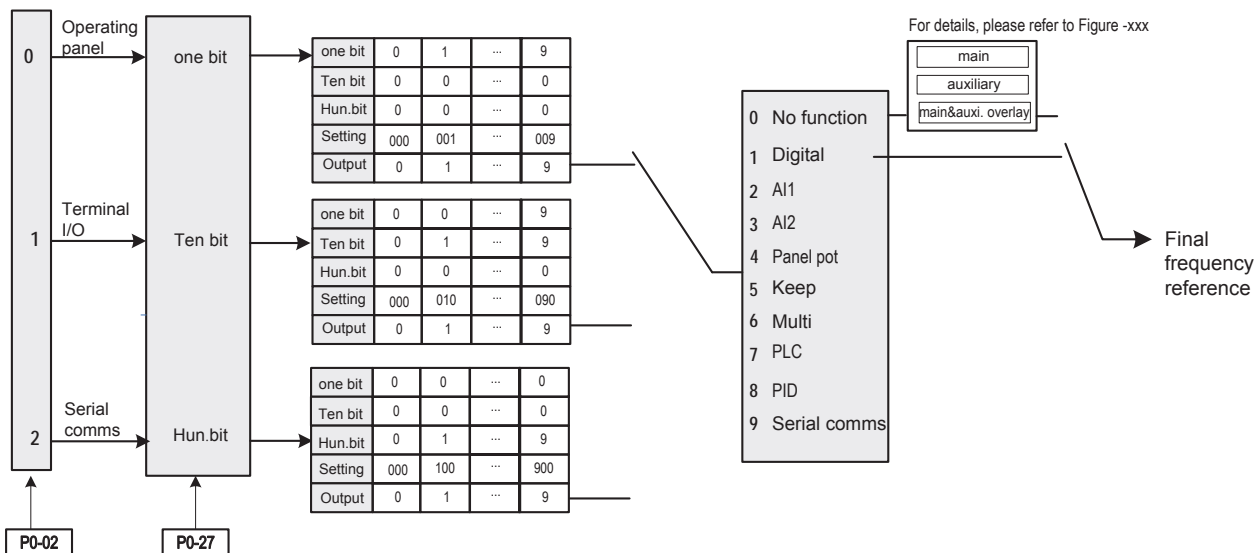 For details, please refer to Figure -xxx
0
Operating
panel
one bit
one bit 0 1 ... 9
Ten bit 0 0 ... 0
Hun.bit 0 0 ... 0
Setting 000 001 ... 009
Output 0 1 ... 9
1
Terminal
I/O
Ten bit
one bit 0 0 ... 9
Ten bit 0 1 ... 9
Hun.bit 0 0 ... 0
Setting 000 010 ... 090
Output 0 1 ... 9
2
Serial
comms
Hun.bit
one bit 0 0 ... 0
Ten bit 0 0 ... 0
Hun.bit 0 1 ... 9
Setting 000 100 ... 900
Output 0 1 ... 9
P0-02
P0-27
0 No function
1 Digital
2 AI1
3 AI2
4 Panel pot
5 Keep
6 Multi
7 PLC
8 PID
9 Serial comms
main
auxiliary
main&auxi. overlay
Final
frequency
reference